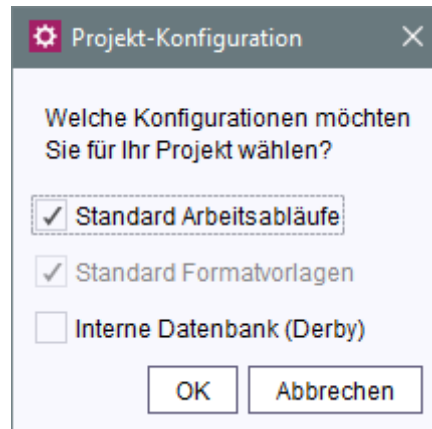 Projekt-Konfiguration
Welche Konfigurationen möchten
Sie für Ihr Projekt wählen?
Standard Arbeitsabläufe
Standard Formatvorlagen
Interne Datenbank (Derby)
OK Abbrechen